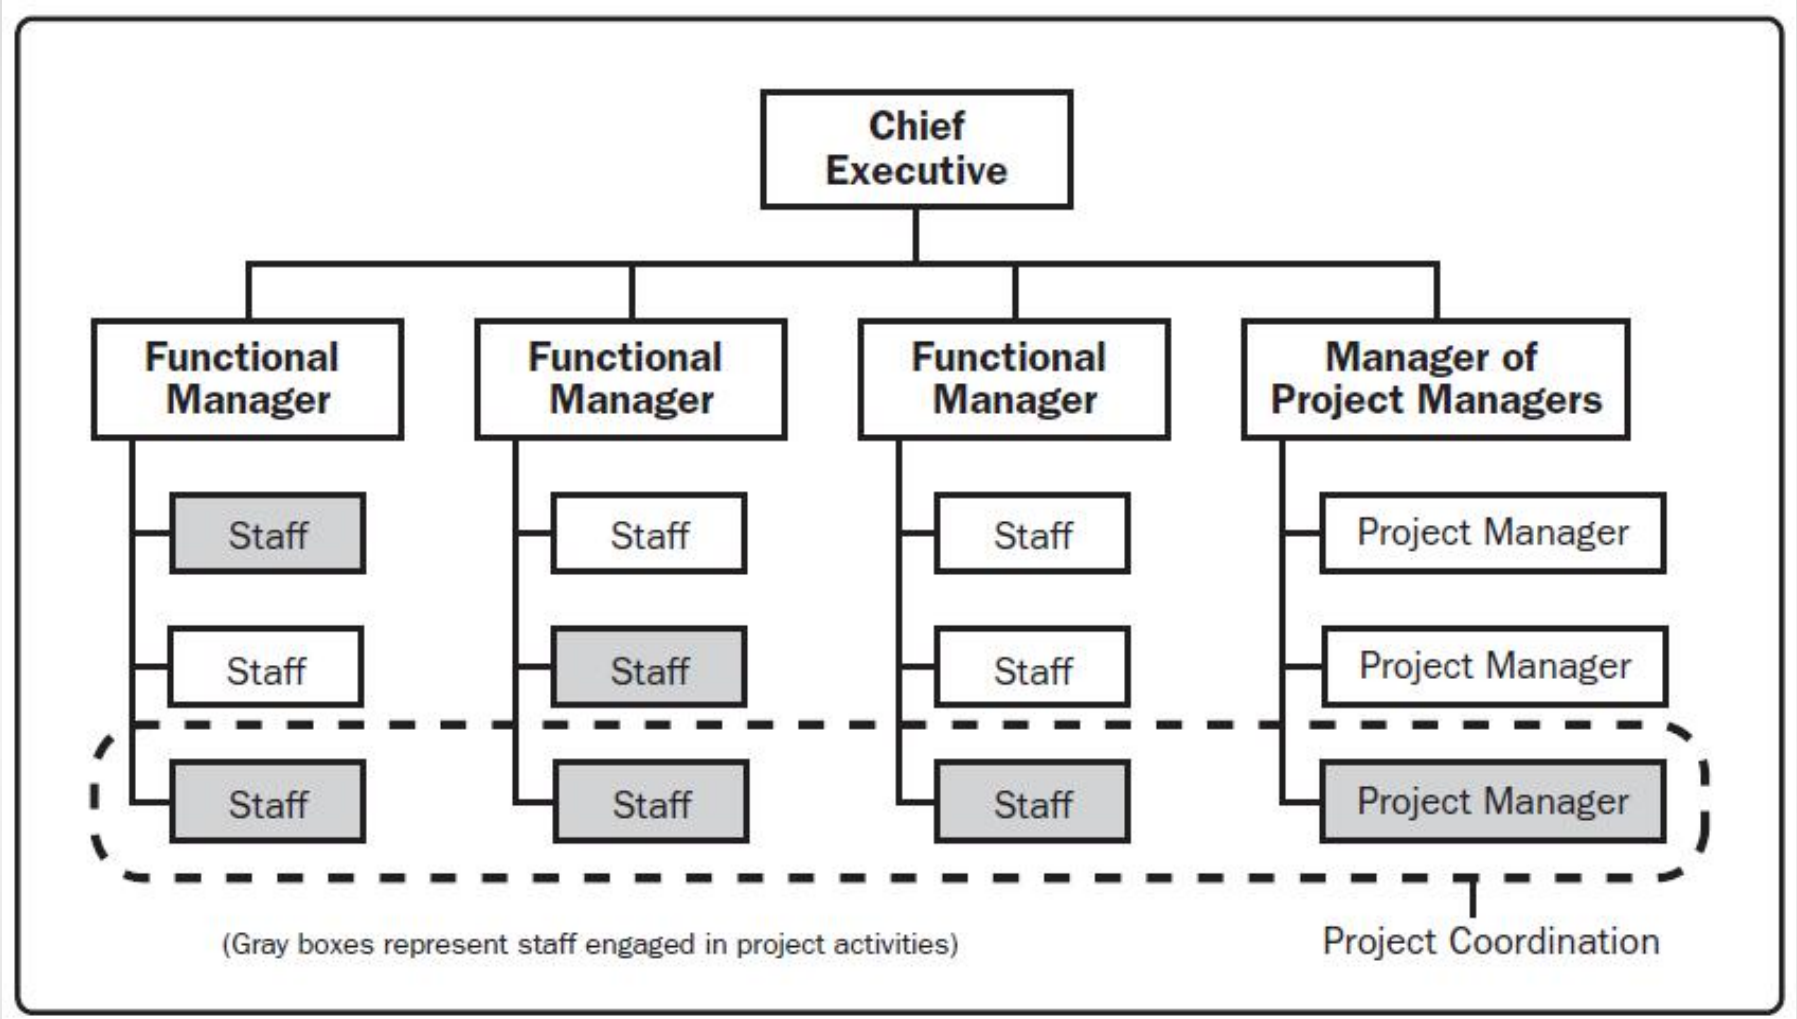 Chief
Executive
Functional
Manager
Functional
Manager
Functional
Manager
Manager of
Project Managers
Staff
Staff
Staff
Project Manager
Staff
Staff
Staff
Project Manager
Staff
Staff
Staff
Project Manager
(Gray boxes represent staff engaged in project activities)
Project Coordination